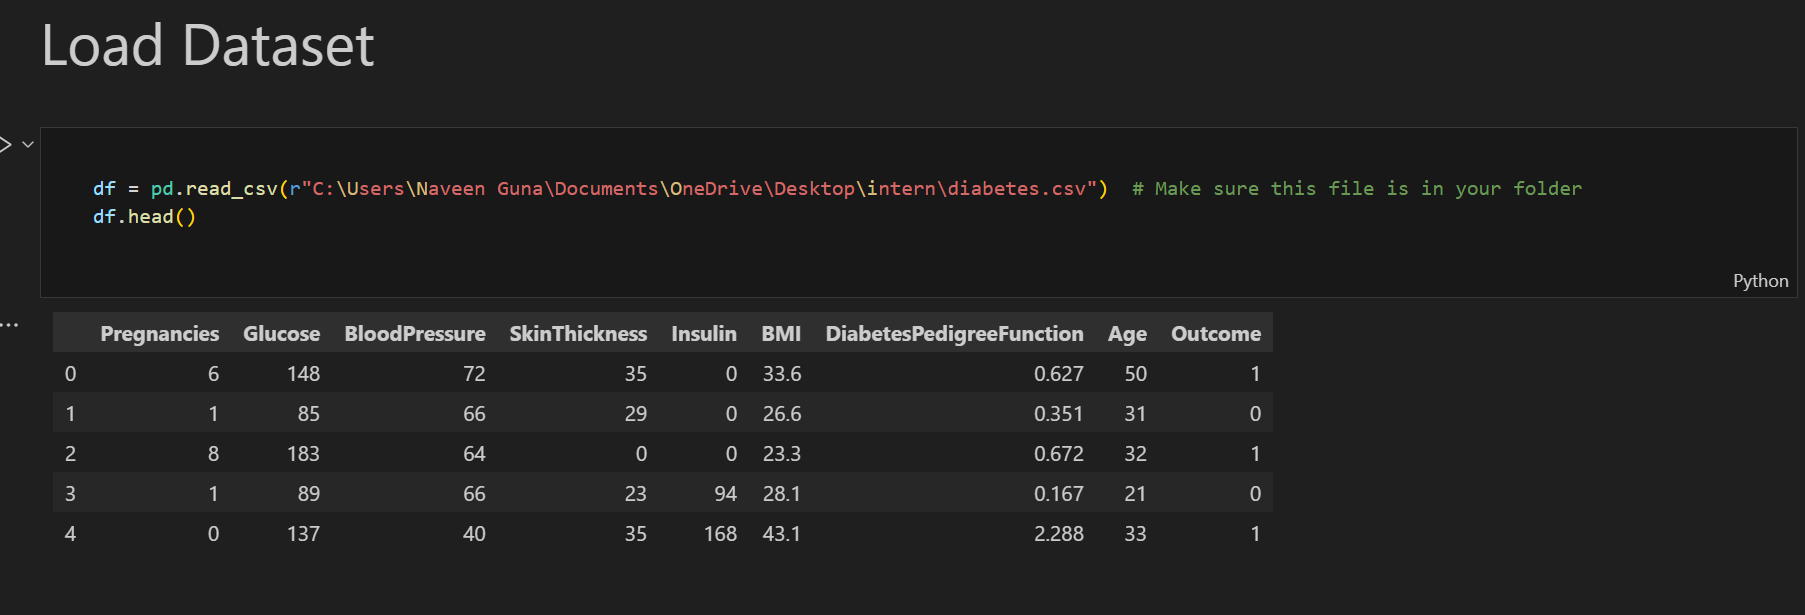 Load Dataset
df = pd.read_csv(r"C:\Users\Naveen Guna\Documents\OneDrive\Desktop\intern\diabetes.csv")  # Make sure this file is in your folder
df.head()
Python
Pregnancies Glucose BloodPressure SkinThickness Insulin BMI DiabetesPedigreeFunction Age Outcome
0 6 148 72 35 0 33.6 0.627 50 1
1 1 85 66 29 0 26.6 0.351 31 0
2 8 183 64 0 0 23.3 0.672 32 1
3 1 89 66 23 94 28.1 0.167 21 0
4 0 137 40 35 168 43.1 2.288 33 1